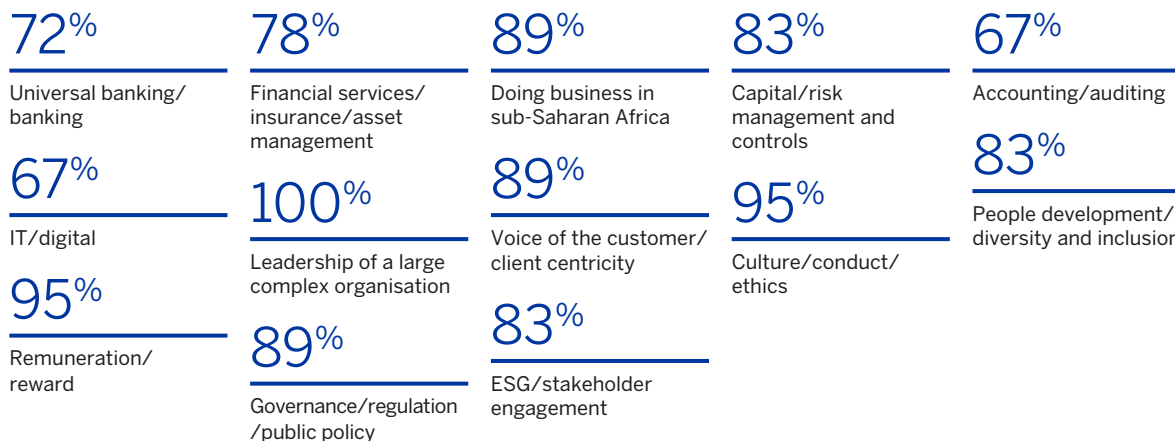 72%
Universal banking/
banking
67%
IT/digital
95%
Remuneration/
reward
78%
Financial services/
insurance/asset
management
100%
Leadership of a large
complex organisation
89%
Governance/regulation
/public policy
89%
Doing business in
sub-Saharan Africa
89%
Voice of the customer/
client centricity
83%
ESG/stakeholder
engagement
83%
Capital/risk
management and
controls
95%
Culture/conduct/
ethics
67%
Accounting/auditing
83%
People development/
diversity and inclusion